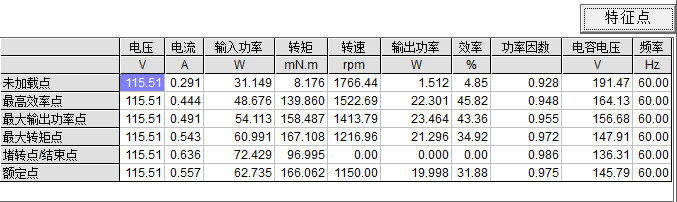 特征点
电压 电流 输入功率 转矩 转速 输出功率 效率 功率因数 电容电压 频率
V A W mN.m rpm W % V Hz
未加载点 115.51 0.291 31.149 8.176 1766.44 1.512 4.85 0.928 191.47 60.00
最高效率点 115.51 0.444 48.676 139.860 1522.69 22.301 45.82 0.948 164.13 60.00
最大输出功率点 115.51 0.491 54.113 158.487 1413.79 23.464 43.36 0.955 156.68 60.00
最大转矩点 115.51 0.543 60.991 167.108 1216.96 21.296 34.92 0.972 147.91 60.00
堵转点/结束点 115.51 0.636 72.429 96.995 0.00 0.000 0.00 0.986 136.31 60.00
额定点 115.51 0.557 62.735 166.062 1150.00 19.998 31.88 0.975 145.79 60.00